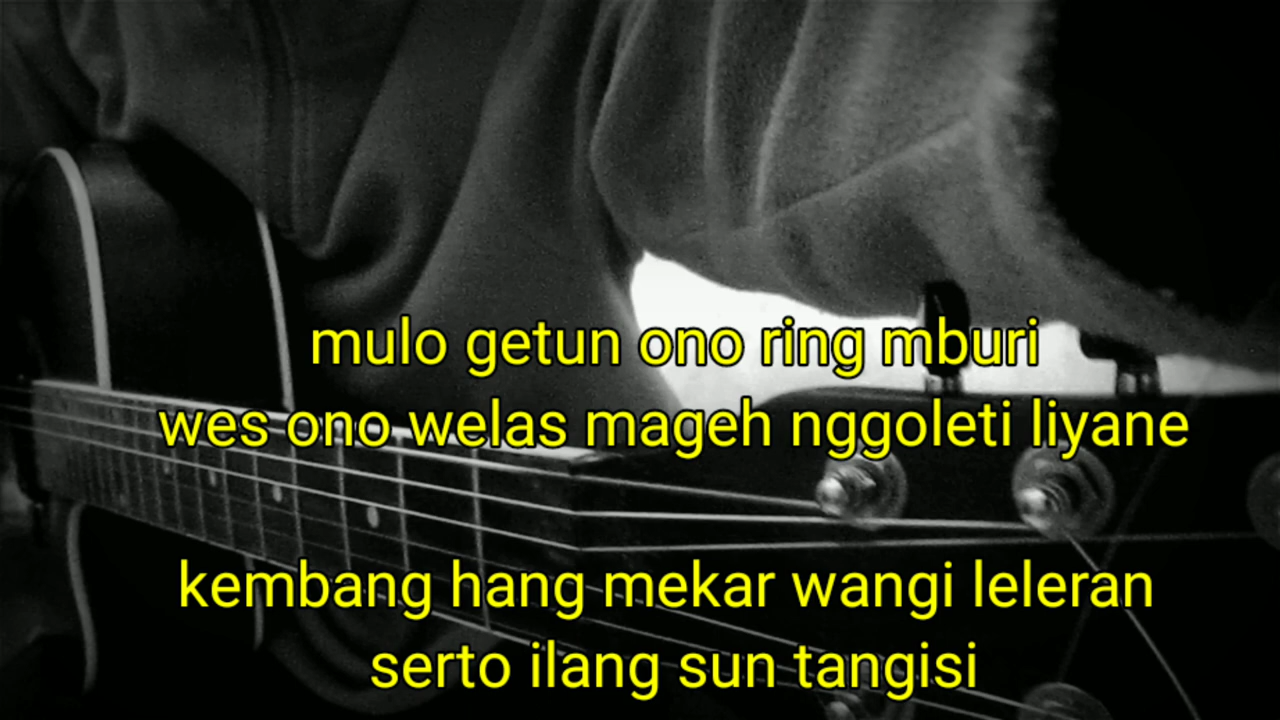 mulo getun ono ring mburi
wes ono welas mageh nggoleti liyane
kembang hang mekar wangi leleran
serto ilang sun tangisi